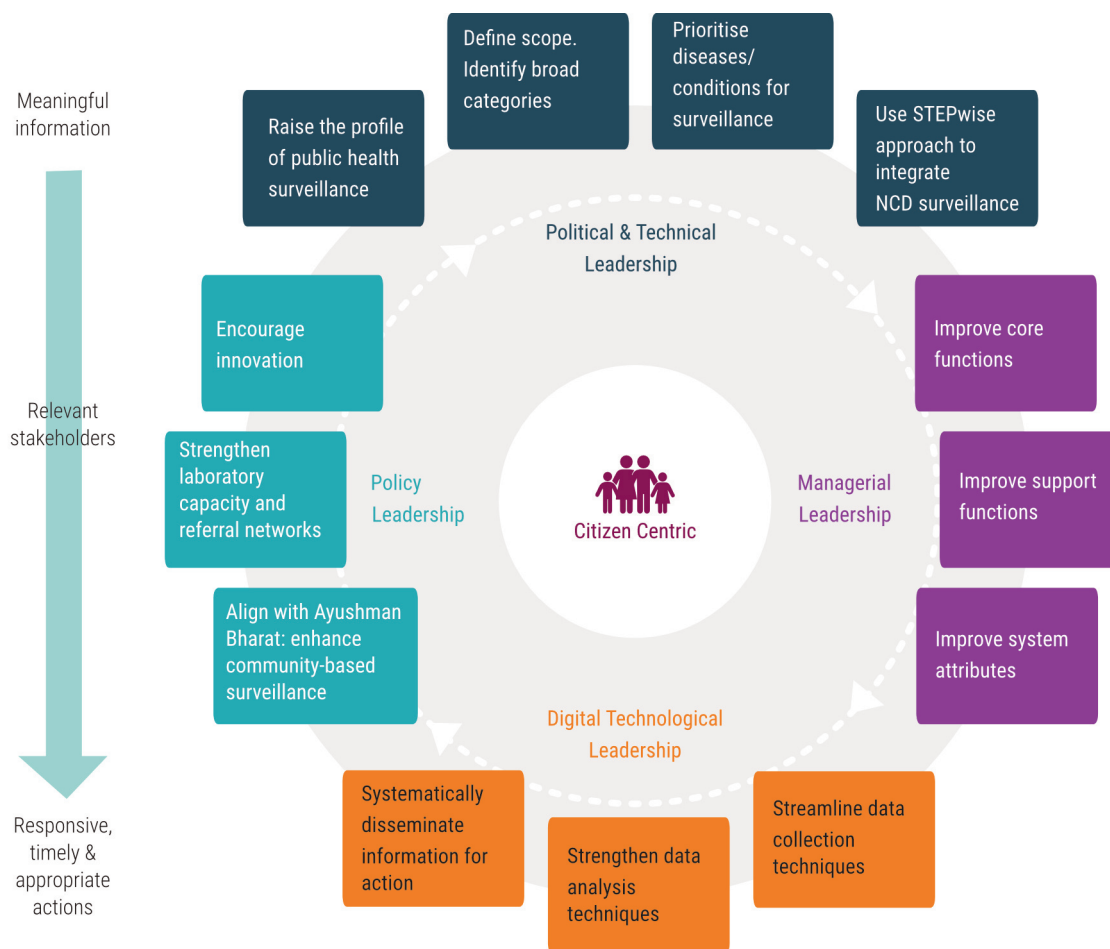 Meaningful
information
Relevant
stakeholders
Responsive,
timely &
appropriate
actions
Raise the profile
of public health
surveillance
Define scope.
Identify broad
categories
Prioritise
diseases/
conditions for
surveillance
Use STEPwise
approach to
integrate
NCD surveillance
Political & Technical
Leadership
Improve core
functions
Improve support
functions
Improve system
attributes
Managerial
Leadership
Streamline data
collection
techniques
Strengthen data
analysis
techniques
Systematically
disseminate
information for
action
Digital Technological
Leadership
Align with Ayushman
Bharat: enhance
community-based
surveillance
Strengthen
laboratory
capacity and
referral networks
Encourage
innovation
Policy
Leadership
Citizen Centric